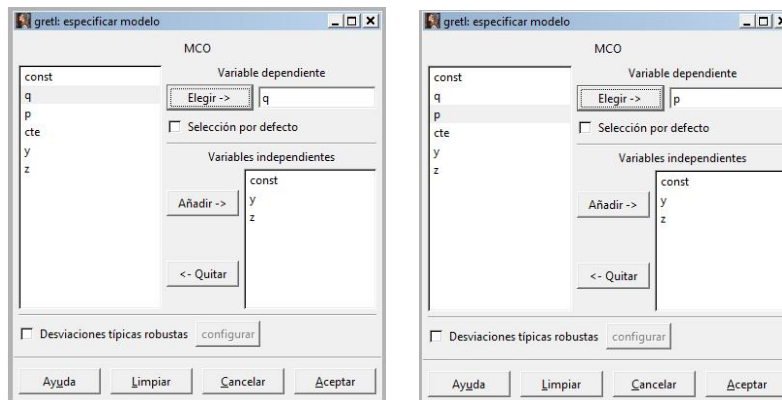 gretl: especificar modelo
MCO
const
q
p
cte
y
z
Variable dependiente
Elegir -> q
Selección por defecto
Variables independientes
Añadir ->
<- Quitar
const
y
z
Desviaciones típicas robustas configurar
Ayuda Limpiar Cancelar Aceptar
gretl: especificar modelo
MCO
const
q
p
cte
y
z
Variable dependiente
Elegir -> p
Selección por defecto
Variables independientes
Añadir ->
<- Quitar
const
y
z
Desviaciones típicas robustas configurar
Ayuda Limpiar Cancelar Aceptar